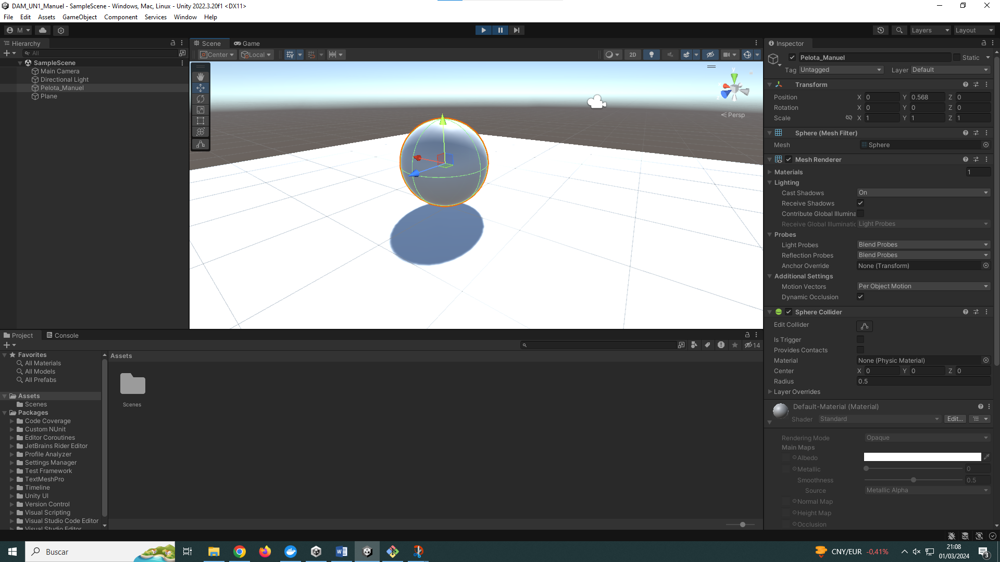 DAM_UN1_Manuel - SampleScene - Windows, Mac, Linux - Unity 2022.3.20f1 <DX11>
File Edit Assets GameObject Component Services Window Help
M
Layers Layout
Hierarchy
All
SampleScene
Main Camera
Directional Light
Pelota_Manuel
Plane
Scene Game
Center Local 2D
y
Persp
Inspector
Pelota_Manuel Static
Tag Untagged Layer Default
Transform
Position X 0 Y 0.568 Z 0
Rotation X 0 Y 0 Z 0
Scale X 1 Y 1 Z 1
Sphere (Mesh Filter)
Mesh Sphere
Mesh Renderer
Materials 1
Lighting
Cast Shadows On
Receive Shadows
Contribute Global Illumina
Receive Global Illuminatic Light Probes
Probes
Light Probes Blend Probes
Reflection Probes Blend Probes
Anchor Override None (Transform)
Additional Settings
Motion Vectors Per Object Motion
Dynamic Occlusion
Sphere Collider
Edit Collider
Is Trigger
Provides Contacts
Material None (Physic Material)
Center X 0 Y 0 Z 0
Radius 0.5
Layer Overrides
Default-Material (Material)
Shader Standard Edit...
Rendering Mode Opaque
Main Maps
Albedo
Metallic 0
Smoothness 0.5
Source Metallic Alpha
Normal Map
Height Map
Occlusion
Project Console
14
Favorites
All Materials
All Models
All Prefabs
Assets
Scenes
Packages
Code Coverage
Custom NUnit
Editor Coroutines
JetBrains Rider Editor
Profile Analyzer
Settings Manager
Test Framework
TextMeshPro
Timeline
Unity UI
Version Control
Visual Scripting
Visual Studio Code Editor
Visual Studio Editor
Assets
Scenes
Buscar
CNY/EUR -0,41%
21:08
01/03/2024
3